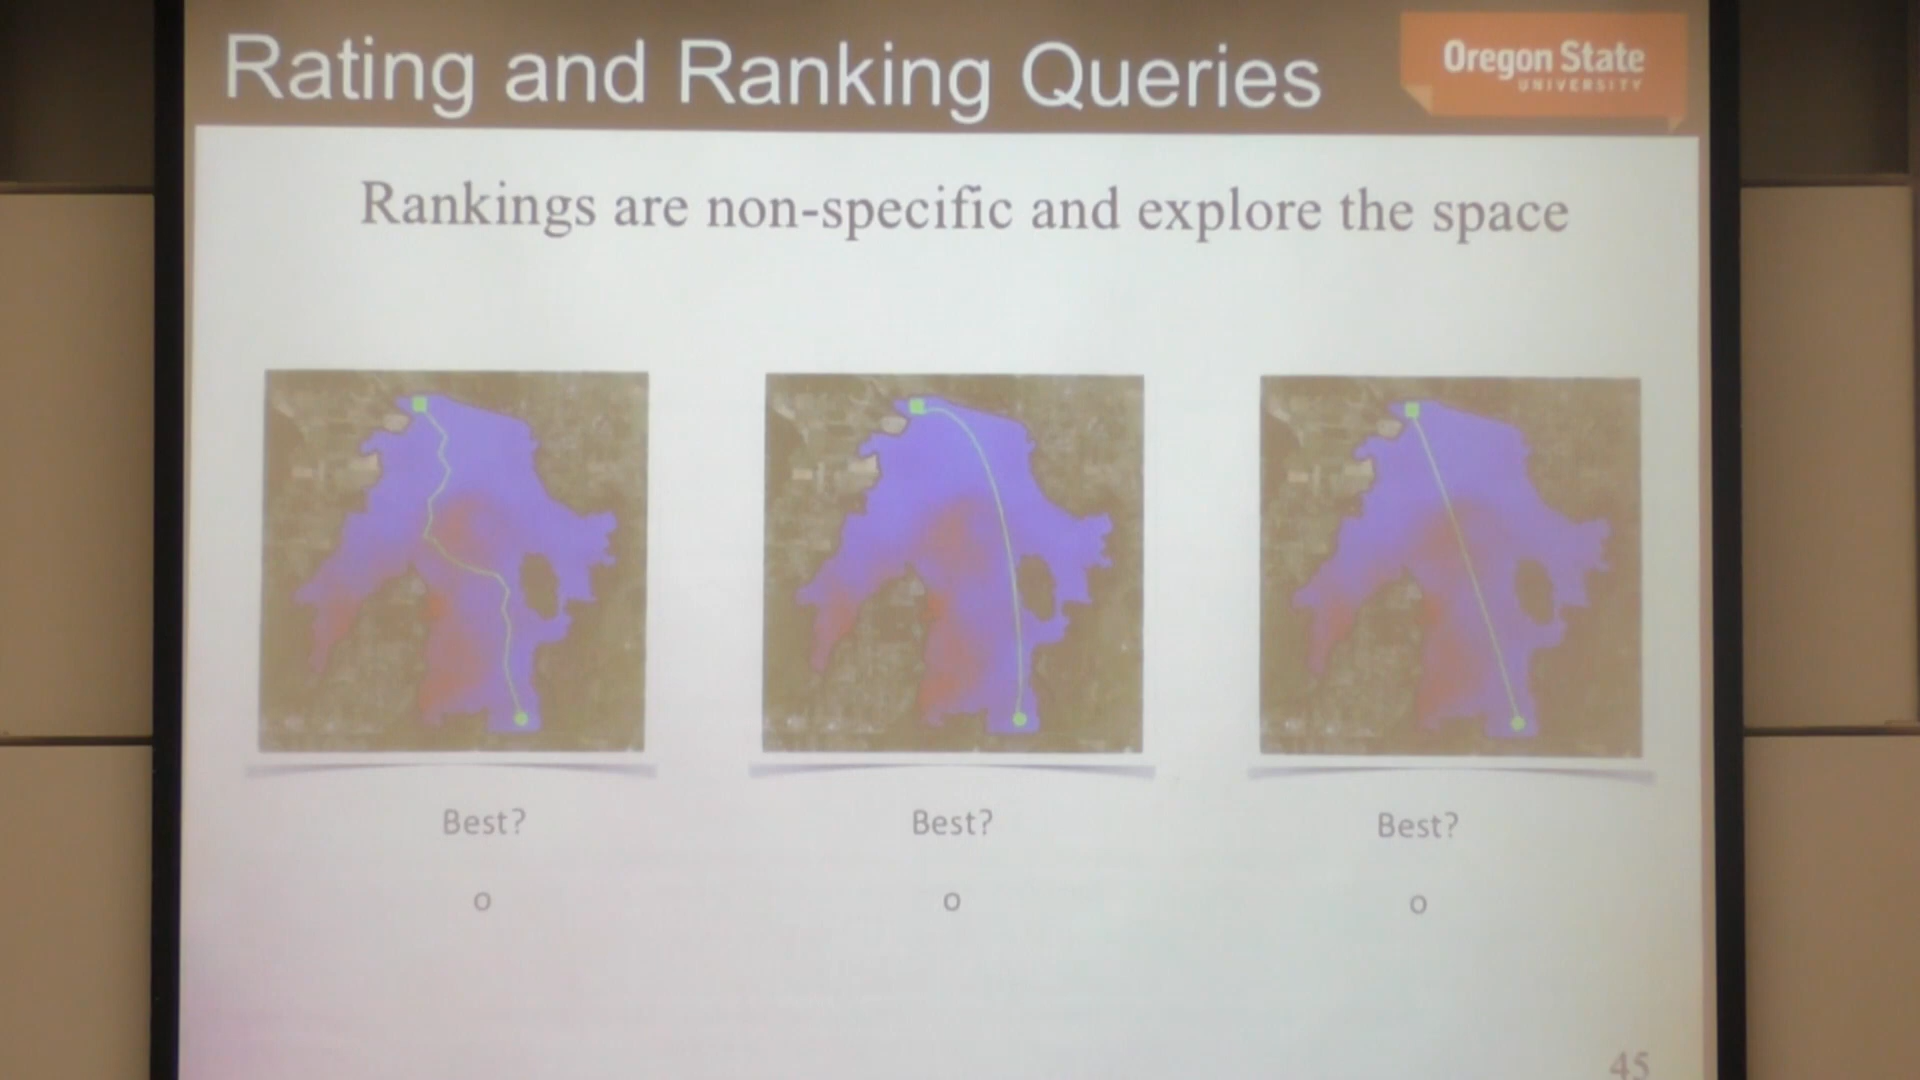 Rating and Ranking Queries
Oregon State
UNIVERSITY
Rankings are non-specific and explore the space
Best?
Best?
Best?
o
o
o
45